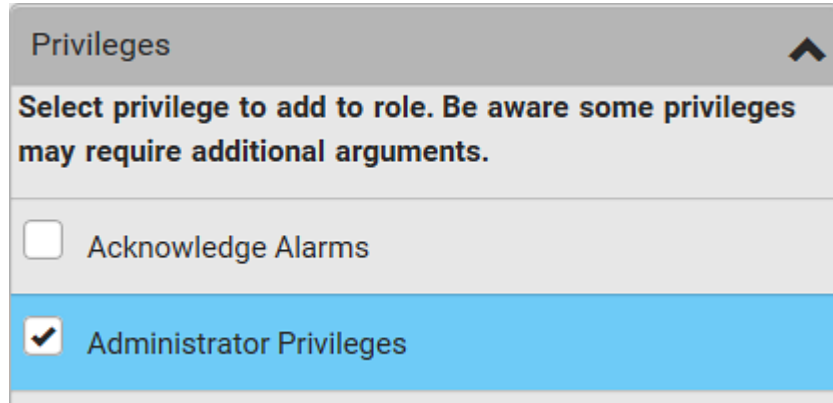 Privileges
Select privilege to add to role. Be aware some privileges
may require additional arguments.
Acknowledge Alarms
Administrator Privileges